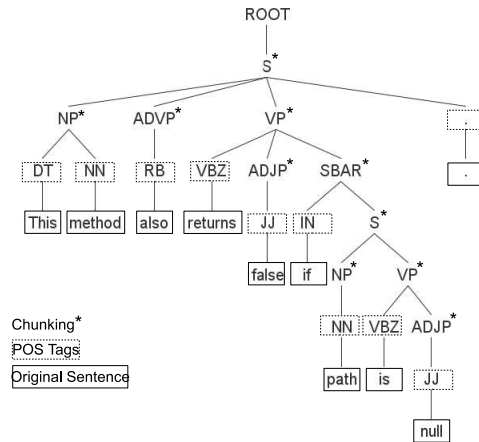 ROOT
S*
NP* ADVP* VP* .
DT NN RB VBZ ADJP* SBAR* .
This method also returns JJ IN S*
false if NP* VP*
Chunking* NN VBZ ADJP*
POS Tags
Original Sentence path is JJ
null